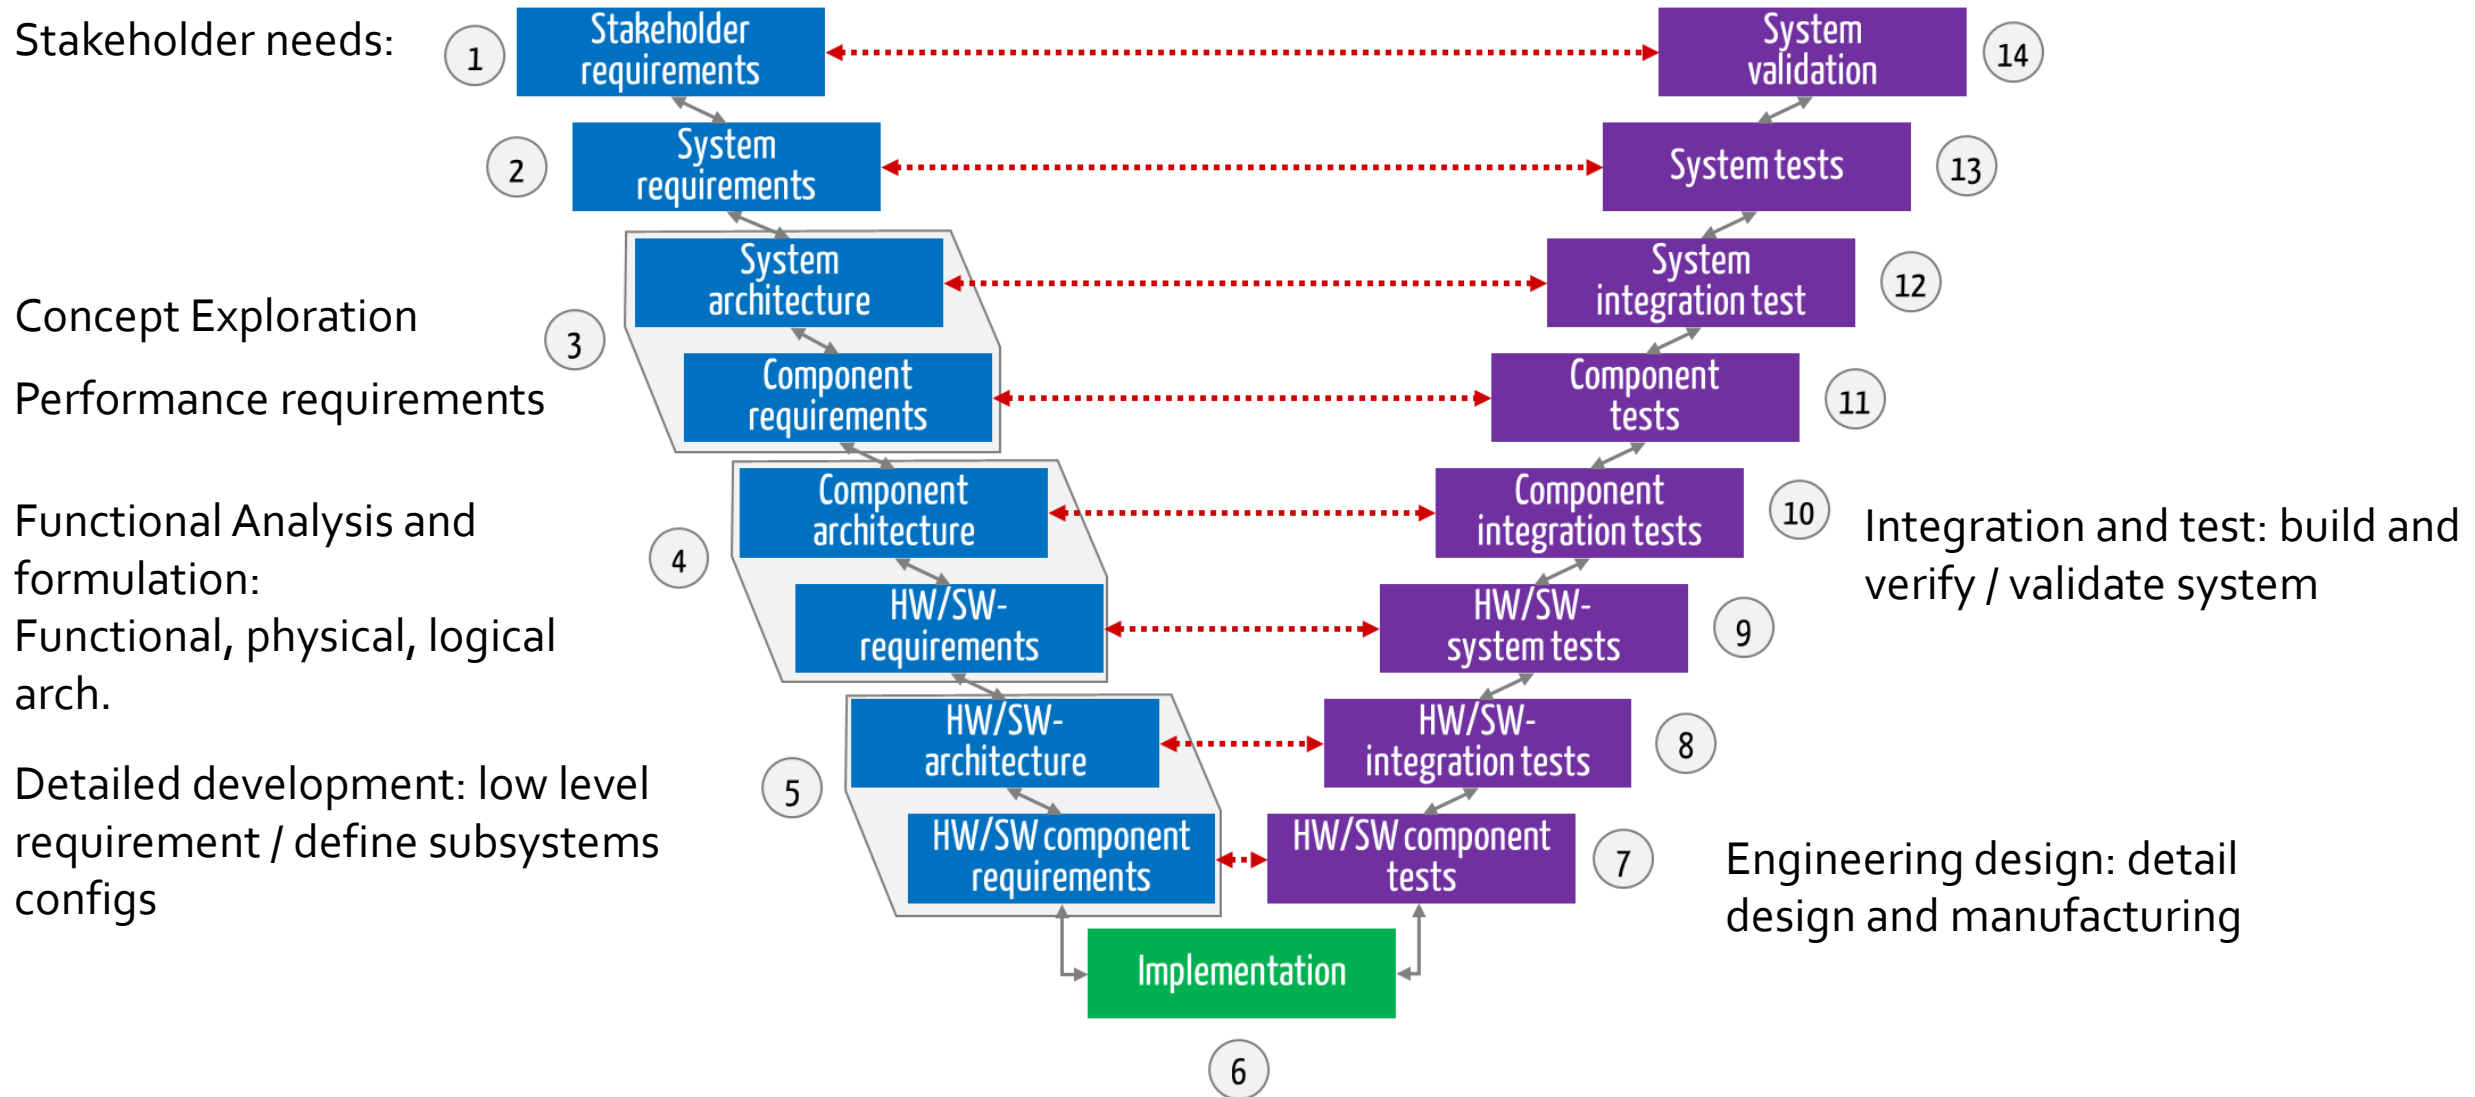 Stakeholder needs:
1
Stakeholder
requirements
System
validation
14
2
System
requirements
System tests
13
System
architecture
System
integration test
12
Concept Exploration
3
Performance requirements
Component
requirements
Component
tests
11
Component
architecture
Component
integration tests
10
Functional Analysis and
formulation:
Functional, physical, logical
arch.
4
Integration and test: build and
verify / validate system
HW/SW-
requirements
HW/SW-
system tests
9
HW/SW-
architecture
HW/SW-
integration tests
8
Detailed development: low level
requirement / define subsystems
configs
5
HW/SW component
requirements
HW/SW component
tests
7
Engineering design: detail
design and manufacturing
Implementation
6